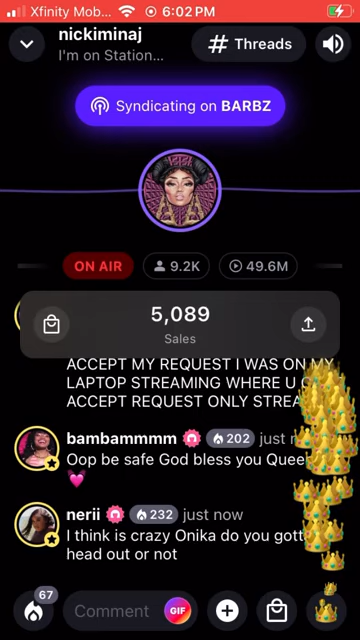 Xfinity Mob... 6:02 PM
nickiminaj
I'm on Station...
# Threads
Syndicating on BARBZ
ON AIR 9.2K 49.6M
5,089
Sales
ACCEPT MY REQUEST I WAS ON MY
LAPTOP STREAMING WHERE U
ACCEPT REQUEST ONLY
bambammmm 202 just
Oop be safe God bless you
nerii 232 just now
I think is crazy Onika do you
head out or not
67
Comment GIF